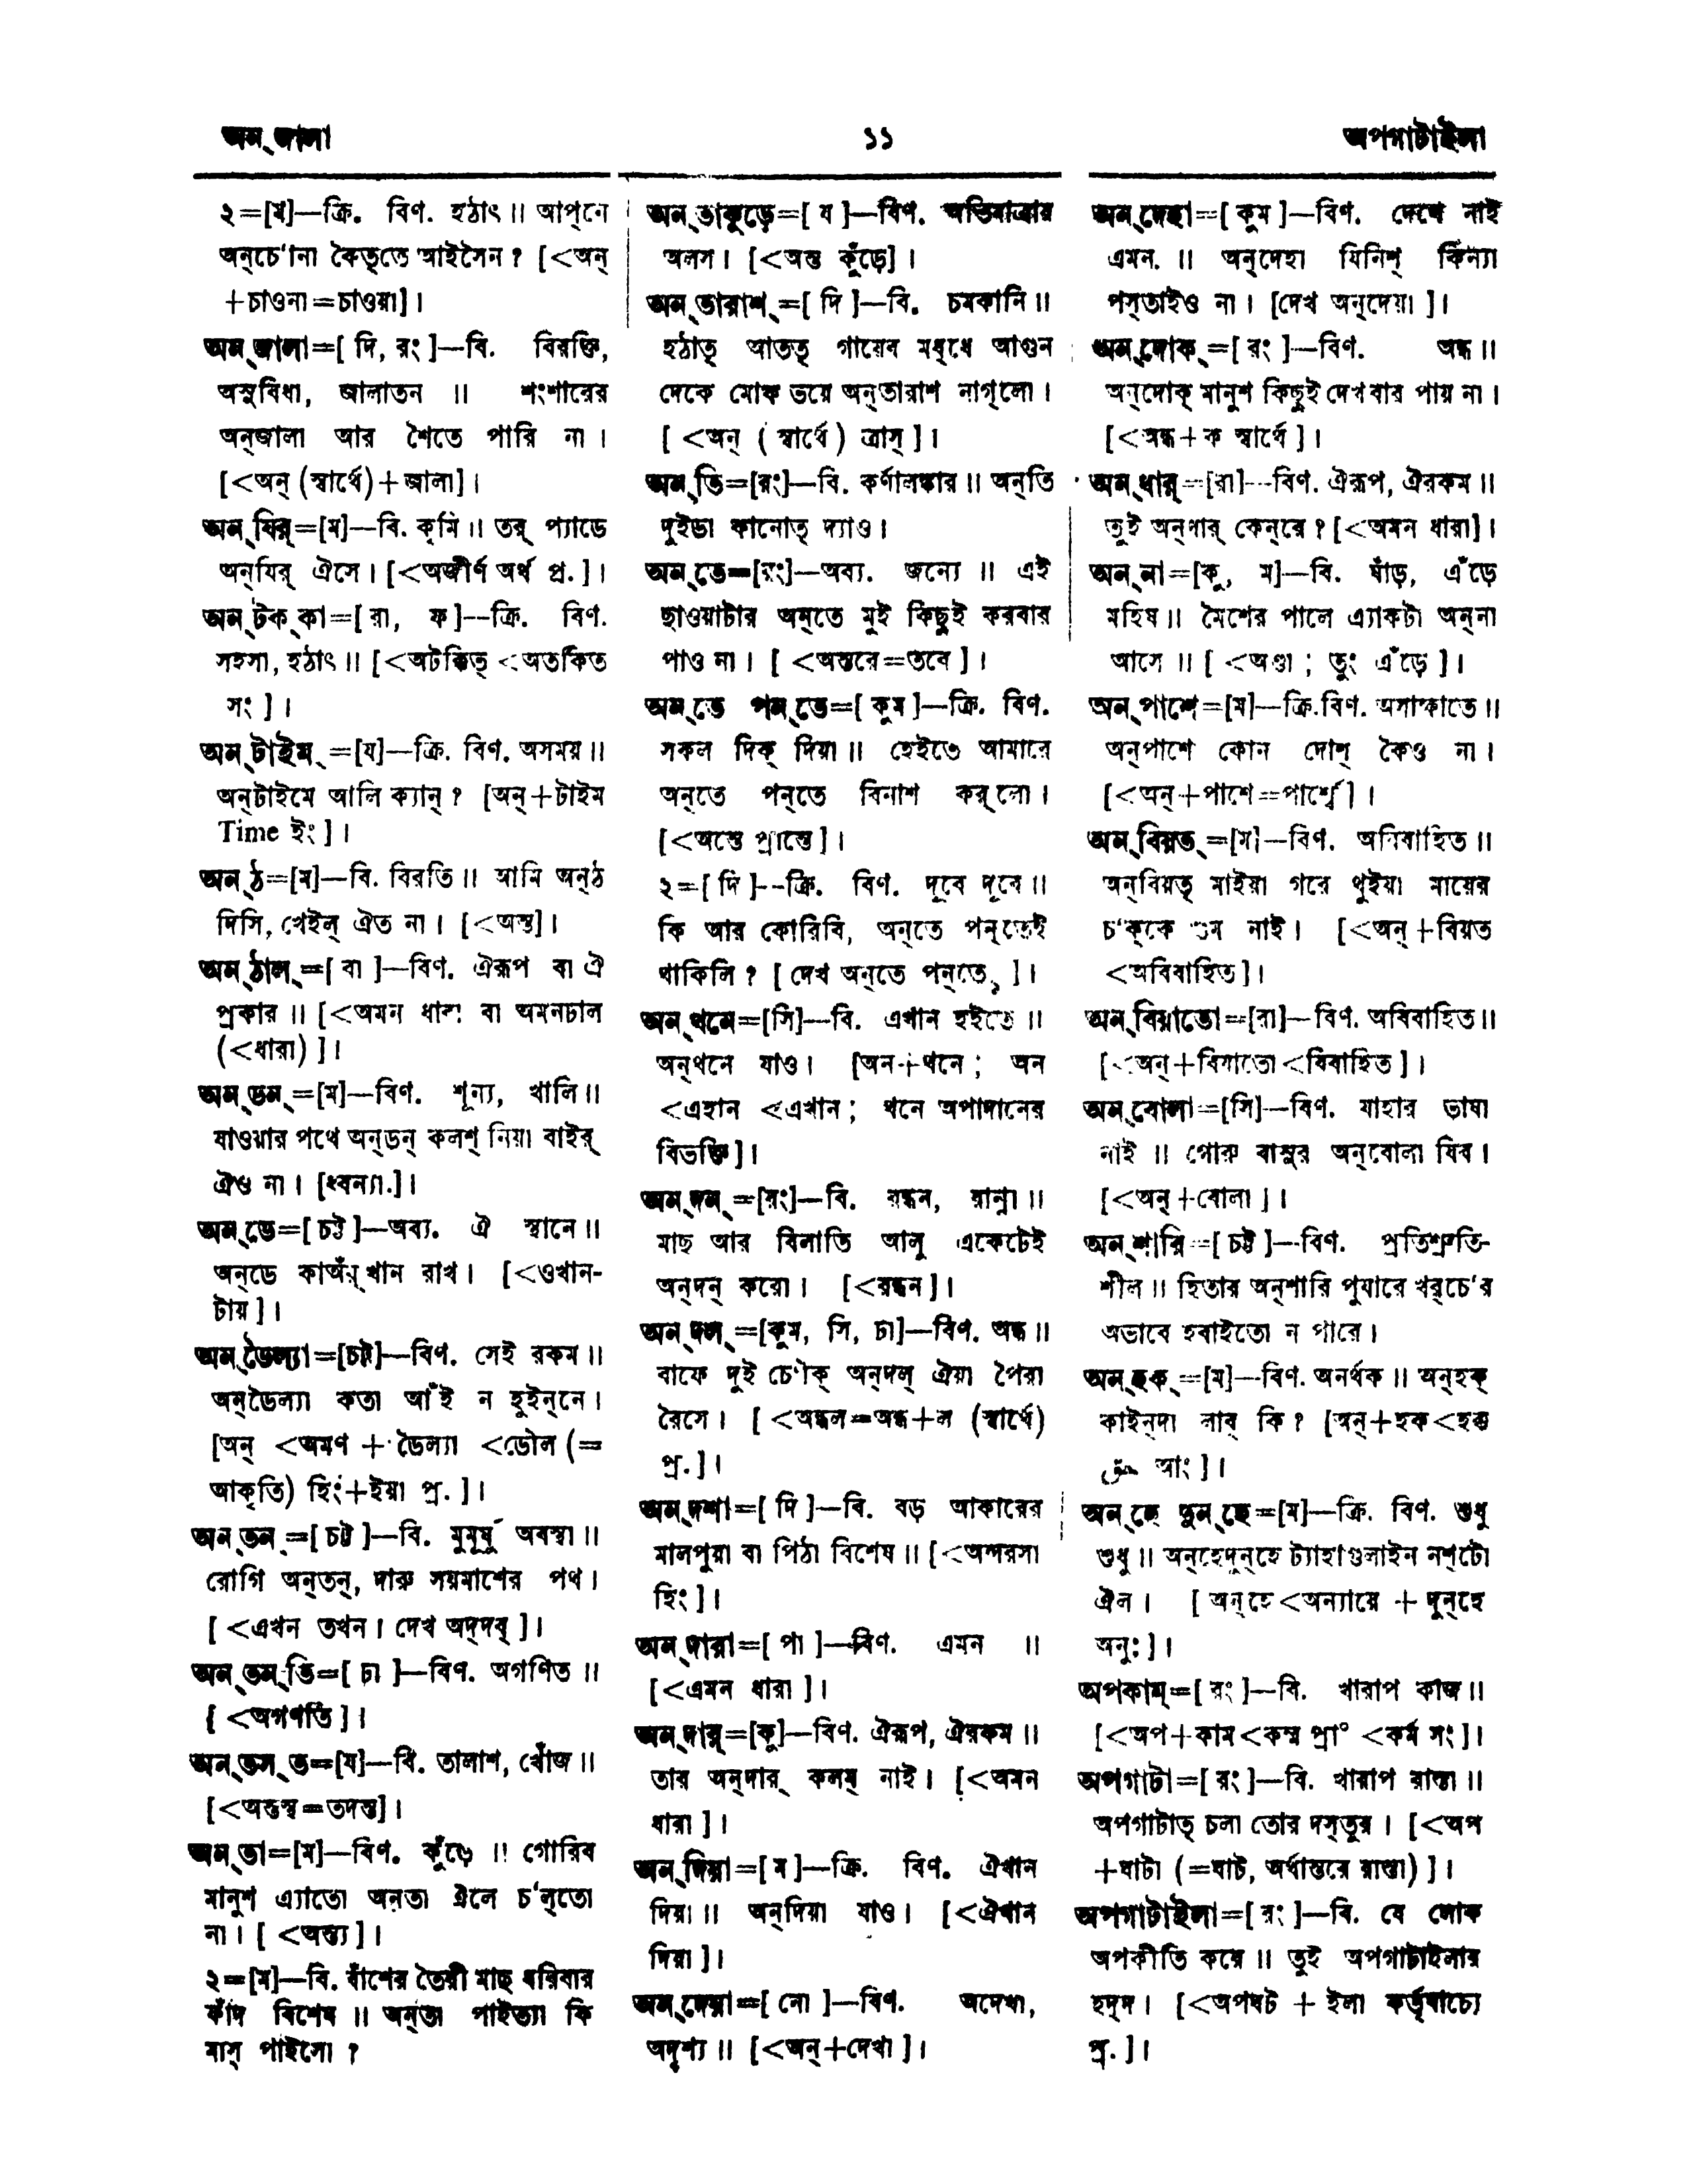 অন্জালা
১১
অপগাটাইলা
২=[ম]—ক্রি. বিণ. হঠাৎ॥ আপ্নে
অন্চে'ানা কৈত্ত্তে আইসৈন? [<অন্
+চাওনা=চাওয়া]।
অন্জালা=[ দি, রং ]—বি. বিরক্তি,
অসুবিধা, জালাতন ॥ শংশারের
অন্জালা আর শৈতে পারি না।
[<অন্ (স্বার্থে)+জালা]।
অন্যির্=[ম]—বি. কৃমি॥ তর্ প্যাডে
অন্যির্ ঐসে। [<অজীর্ণ অর্থ প্র. ]।
অন্টক্কা=[ রা, ফ ]--ক্রি. বিণ.
সহসা, হঠাৎ॥ [<অটক্কিত্ <অতর্কিত
সং ]।
অন্টাইম্=[য]—ক্রি. বিণ. অসময়॥
অন্টাইমে আলি ক্যান্? [অন্+টাইম
Time ইং ]।
অন্ঠ=[ম]—বি. বিরতি॥ আমি অন্ঠ
দিসি, খেইল্ ঐত না। [<অন্ত]।
অন্ঠাল্=[ বা ]—বিণ. ঐরূপ বা ঐ
প্রকার॥ [<অমন ধারা বা অমনঢাল
(<ধারা) ]।
অন্ডন্=[ম]—বিণ. শূন্য, খালি॥
যাওয়ার পথে অন্ডন্ কলশ্ নিয়া বাইর্
ঐও না। [ধ্বন্যা.]।
অন্ডে=[ চট্ট ]—অব্য. ঐ স্থানে॥
অন্ডে কাঅঁর্খান রাখ। [<ওখান-
টায় ]।
অন্ডৈল্যা=[চট্ট]—বিণ. সেই রকম॥
অন্ডৈল্যা কতা আঁই ন হুইন্নে।
[অন্ <অমণ + ডৈল্যা <ডৌল (=
আকৃতি) হিং+ইয়া প্র. ]।
অন্তন্=[ চট্ট ]—বি. মুমূর্ষু অবস্থা॥
রোগি অন্তন্, দারু সয়মাশের পথ।
[ <এখন তখন। দেখ অদ্দব্ ]।
অন্তন্তি=[ ঢা ]—বিণ. অগণিত ॥
[ <অগণতি ]।
অন্তস্ত=[য]—বি. তালাশ, খোঁজ॥
[<অন্তস্থ=তদন্ত]।
অন্তা=[ম]—বিণ. কুঁড়ে ॥ গোরিব
মানুশ এ্যাতো অনতা ঐলে চ'ল্তো
না। [ <অন্ত্য ]।
২=[ম]—বি. বাঁশের তৈরী মাছ ধরিবার
ফাঁদ বিশেষ ॥ অন্তা পাইত্যা কি
মাস্ পাইসো ?
অন্তাকুড়ে=[ য ]—বিণ. অতিমাত্রার
অলস। [<অন্ত কুঁড়ে]।
অন্তারাশ্=[ দি ]—বি. চমকানি॥
হঠাত্ আতত্ গায়েব মধ্ধে আগুন
দেকে মোক ভয়ে অন্তারাশ নাগ্লো।
[ <অন্ ( স্বার্থে ) ত্রাস্ ]।
অন্তি=[রং]—বি. কর্ণালঙ্কার॥ অন্তি
দুইডা কানোত্ দ্যাও।
অন্তে=[রং]—অব্য. জন্যে ॥ এই
ছাওয়াটার অন্তে মুই কিছুই করবার
পাও না। [ <অন্তরে=তবে ]।
অন্তে পন্তে=[ কুম ]—ক্রি. বিণ.
সকল দিক্ দিয়া॥ হেইতে আমারে
অন্তে পন্তে বিনাশ কর্লো।
[<অন্তে প্রান্তে]।
২=[ দি ]--ক্রি. বিণ. দূবে দূবে॥
কি আর কোরিবি, অন্তে পন্তেই
থাকিলি? [ দেখ অন্তে পন্তে, ]।
অন্থনে=[সি]—বি. এখান হইতে॥
অন্থনে যাও। [অন+থনে; অন
<এহান <এখান; থনে অপাদানের
বিভক্তি]।
অন্দন্=[রং]—বি. রন্ধন, রান্না॥
মাছ আর বিলাতি আলু একেটেই
অন্দন্ করো। [<রন্ধন]।
অন্দল্=[কুম, সি, ঢা]—বিণ. অন্ধ॥
বাফে দুই চে'ৗক্ অন্দল্ ঐয়া পৈরা
রৈসে। [ <অন্ধল=অন্ধ+ল (স্বার্থে)
প্র. ]।
অন্দশা=[ দি ]—বি. বড় আকারের
মালপুয়া বা পিঠা বিশেষ॥ [<অন্দরসা
হিং ]।
অন্দারা=[ পা ]—বিণ. এমন ॥
[<এমন ধারা ]।
অন্দার্=[কু]—বিণ. ঐরূপ, ঐরকম॥
তার অন্দার্ কলম্ নাই। [<অমন
ধারা ]।
অন্দিয়া=[ ম ]—ক্রি. বিণ. ঐখান
দিয়া॥ অন্দিয়া যাও। [<ঐখান
দিয়া ]।
অন্দেয়া=[ নো ]—বিণ. অদেখা,
অদৃশ্য॥ [<অন্+দেখা ]।
অন্দেহা=[ কুম ]—বিণ. দেখে নাই
এমন. ॥ অন্দেহা যিনিশ্ কিন্যা
পস্তাইও না। [দেখ অন্দেয়া ]।
অন্দোক্=[ রং ]—বিণ. অন্ধ॥
অন্দোক্ মানুশ কিছুই দেখবার পায় না।
[<অন্ধ+ক স্বার্থে ]।
অন্ধার্=[রা]--বিণ. ঐরূপ, ঐরকম॥
তুই অন্ধার্ কেন্রে? [<অমন ধারা]।
অন্না=[কু, ম]—বি. ষাঁড়, এঁড়ে
মহিষ॥ মৈশের পালে এ্যাকটা অন্না
আসে॥ [ <অণ্ডা; তুং এঁড়ে ]।
অন্পাশে=[ম]—ক্রি.বিণ. অসাক্ষাতে॥
অন্পাশে কোন দোশ্ কৈও না।
[<অন্+পাশে=পার্শ্বে]।
অন্বিয়ত্=[ম]—বিণ. অবিবাহিত॥
অন্বিয়ত্ মাইয়া গরে থুইয়া মায়ের
চ'ক্কে গুম নাই। [<অন্+বিয়ত
<অবিবাহিত]।
অন্বিয়াতো=[রা]—বিণ. অবিবাহিত॥
[<অন্+বিয়াতো<বিবাহিত]।
অন্বোলা=[সি]—বিণ. যাহার ভাষা
নাই ॥ গোরু বাসুর অন্বোলা যিব।
[<অন্+বোলা ]।
অন্শারি=[ চট্ট ]—বিণ. প্রতিশ্রুতি-
শীল॥ হিতার অন্শারি পুযারে খর্চে'র
অভাবে হবাইতো ন পারে।
অন্হক্=[ম]—বিণ. অনর্থক॥ অন্হক্
কাইন্দা লাব্ কি? [অন্+হক<হক্ক
حق আং ]।
অন্হে দুন্হে=[ম]—ক্রি. বিণ. শুধু
শুধু॥ অন্হেদুন্হে ট্যাহাগুলাইন নশ্টো
ঐল। [ অন্হে<অন্যায়ে + দুন্হে
অনু: ]।
অপকাম্=[ রং ]—বি. খারাপ কাজ॥
[<অপ+কাম<কম্ম প্রা° <কর্ম সং ]।
অপগাটা=[ রং ]—বি. খারাপ রাস্তা॥
অপগাটাত্ চলা তোর দস্তুর। [<অপ
+ঘাটা (=ঘাট, অর্থান্তরে রাস্তা) ]।
অপগাটাইলা=[ রং ]—বি. যে লোক
অপকীর্তি করে॥ তুই অপগাটাইলার
হদ্দ। [<অপঘট + ইলা কর্তৃবাচ্যে
প্র. ]।